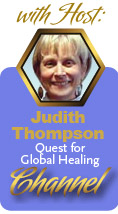 with Host:
Judith
Thompson
Quest for
Global Healing
Channel